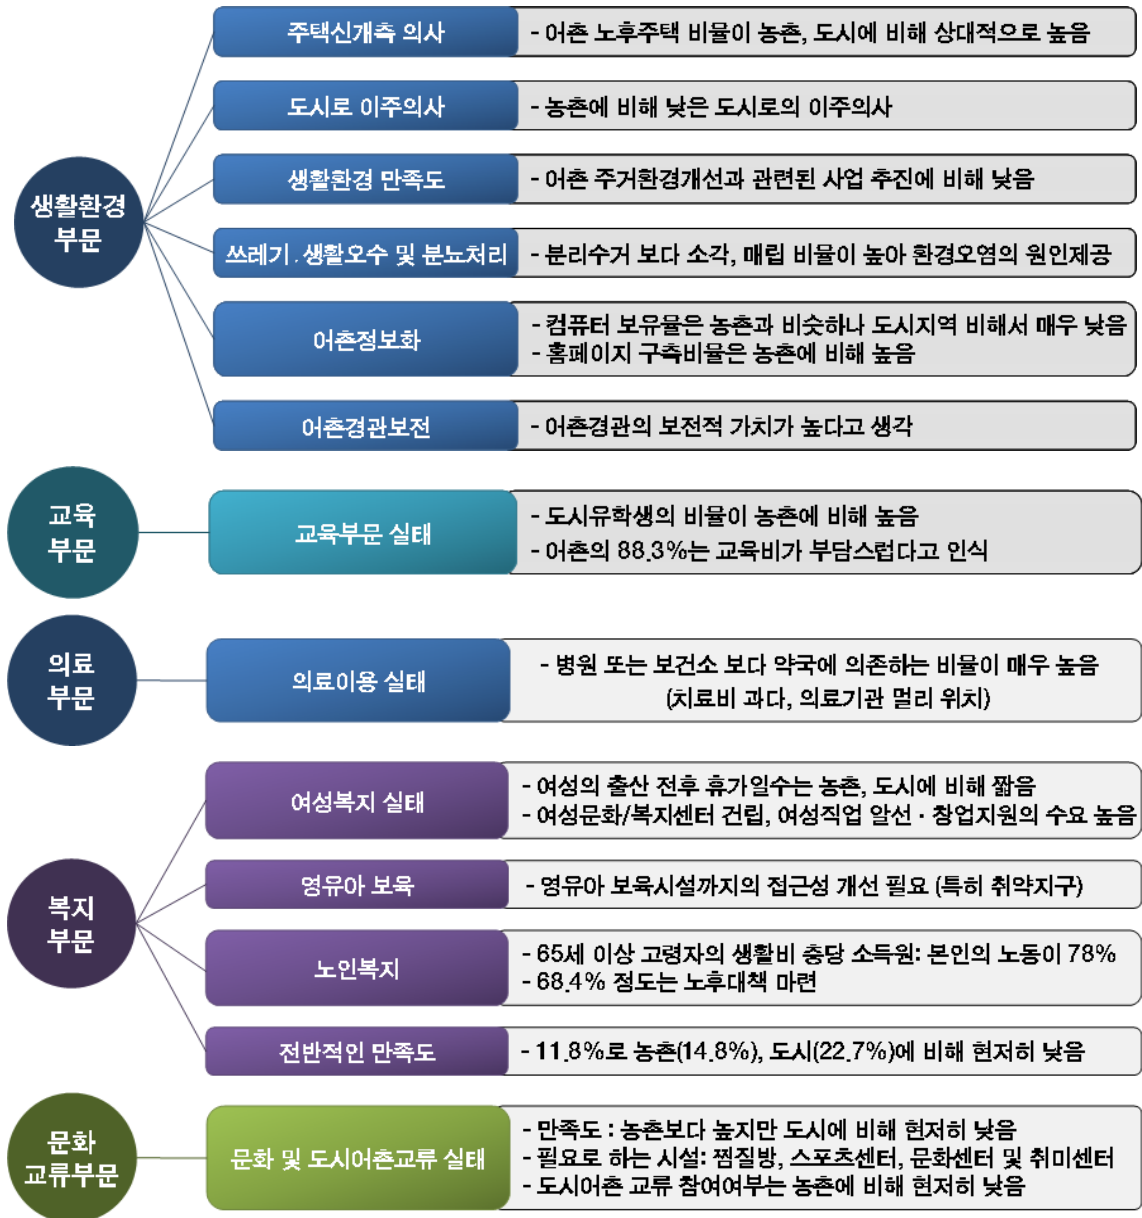 생활환경
부문
주택신개축 의사
- 어촌 노후주택 비율이 농촌, 도시에 비해 상대적으로 높음
도시로 이주의사
- 농촌에 비해 낮은 도시로의 이주의사
생활환경 만족도
- 어촌 주거환경개선과 관련된 사업 추진에 비해 낮음
쓰레기 . 생활오수 및 분뇨처리
- 분리수거 보다 소각, 매립 비율이 높아 환경오염의 원인제공
어촌정보화
- 컴퓨터 보유율은 농촌과 비슷하나 도시지역 비해서 매우 낮음
- 홈페이지 구축비율은 농촌에 비해 높음
어촌경관보전
- 어촌경관의 보전적 가치가 높다고 생각
교육
부문
교육부문 실태
- 도시유학생의 비율이 농촌에 비해 높음
- 어촌의 88.3%는 교육비가 부담스럽다고 인식
의료
부문
의료이용 실태
- 병원 또는 보건소 보다 약국에 의존하는 비율이 매우 높음
(치료비 과다, 의료기관 멀리 위치)
복지
부문
여성복지 실태
- 여성의 출산 전후 휴가일수는 농촌, 도시에 비해 짧음
- 여성문화/복지센터 건립, 여성직업 알선 · 창업지원의 수요 높음
영유아 보육
- 영유아 보육시설까지의 접근성 개선 필요 (특히 취약지구)
노인복지
- 65세 이상 고령자의 생활비 충당 소득원: 본인의 노동이 78%
- 68.4% 정도는 노후대책 마련
전반적인 만족도
- 11.8%로 농촌(14.8%), 도시(22.7%)에 비해 현저히 낮음
문화
교류부문
문화 및 도시어촌교류 실태
- 만족도 : 농촌보다 높지만 도시에 비해 현저히 낮음
- 필요로 하는 시설: 찜질방, 스포츠센터, 문화센터 및 취미센터
- 도시어촌 교류 참여여부는 농촌에 비해 현저히 낮음